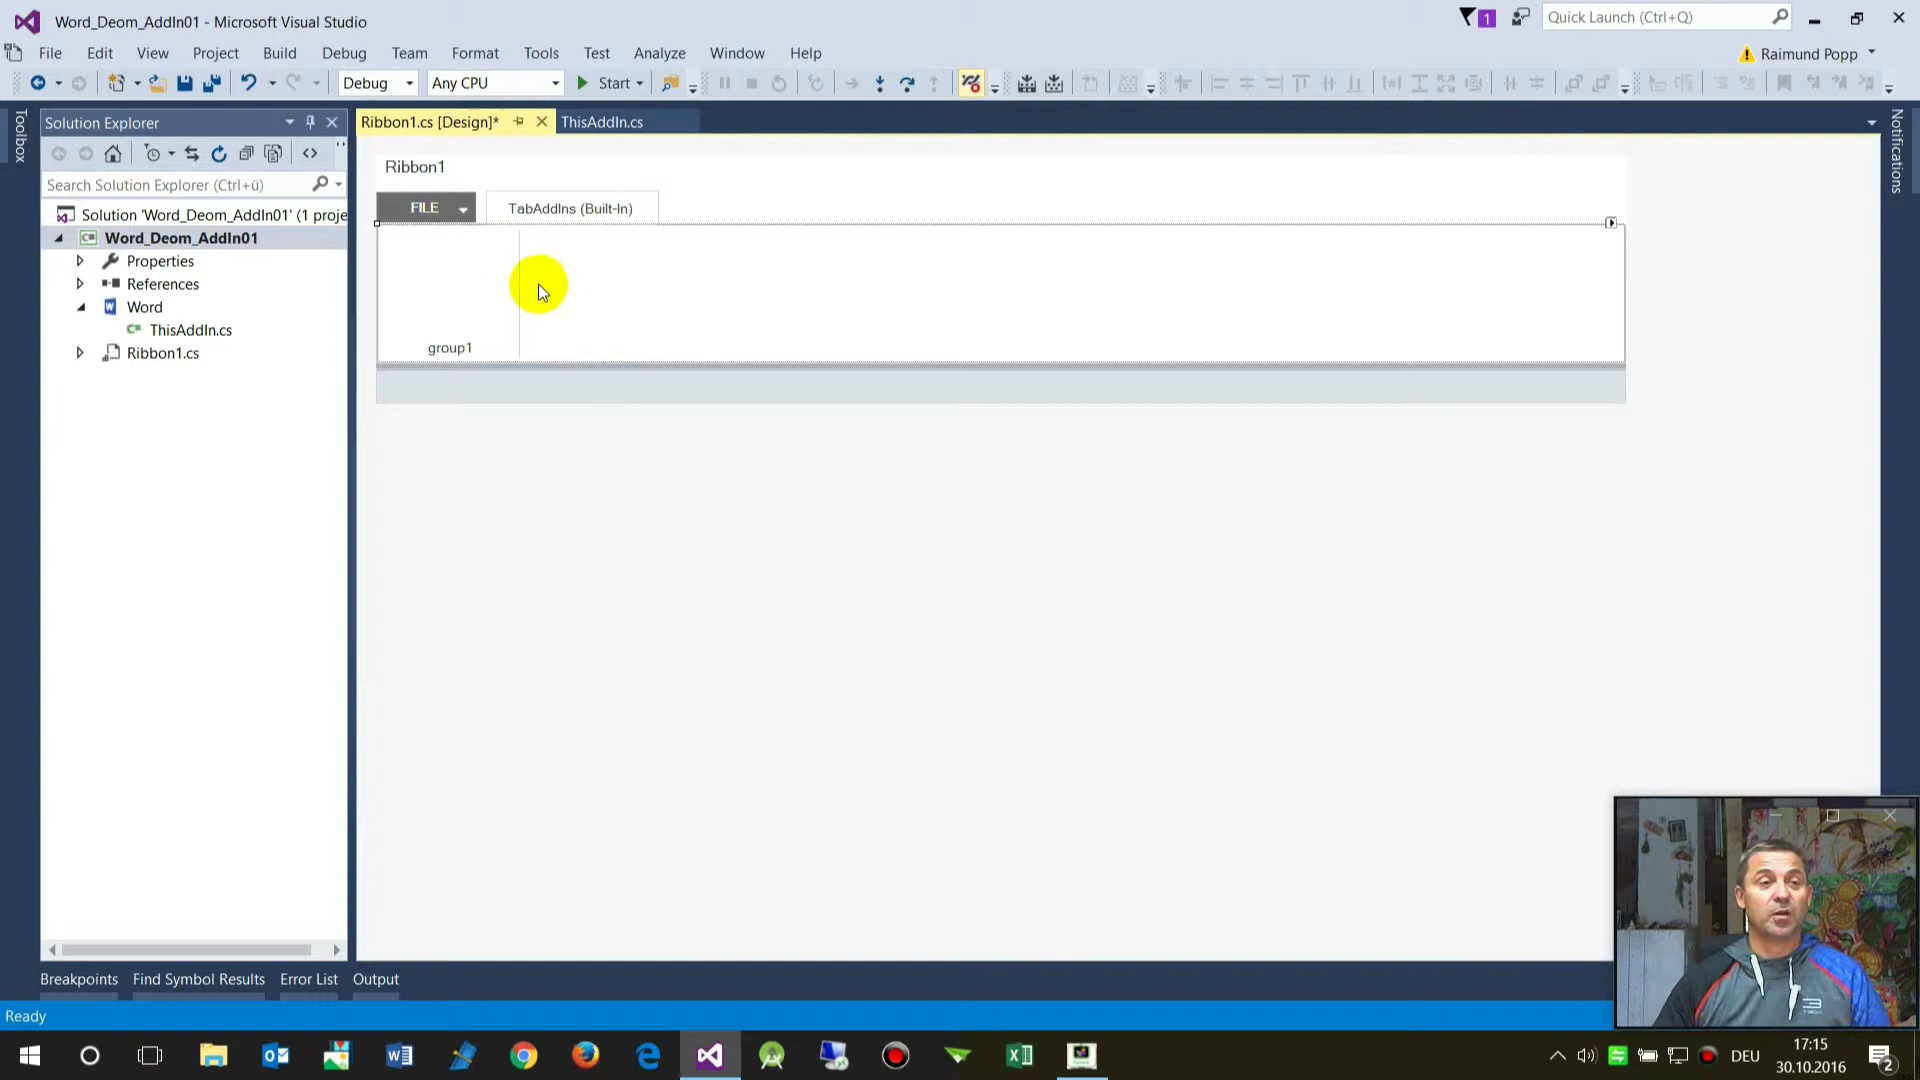 Word_Deom_AddIn01 - Microsoft Visual Studio
1
Quick Launch (Ctrl+Q)
File Edit View Project Build Debug Team Format Tools Test Analyze Window Help
Raimund Popp
Debug Any CPU Start
Toolbox
Solution Explorer
Search Solution Explorer (Ctrl+ü)
Solution 'Word_Deom_AddIn01' (1 proje
Word_Deom_AddIn01
Properties
References
Word
ThisAddIn.cs
Ribbon1.cs
Ribbon1.cs [Design]* ThisAddIn.cs
Ribbon1
FILE TabAddIns (Built-In)
group1
Notifications
Breakpoints Find Symbol Results Error List Output
Ready
DEU
17:15
30.10.2016
2